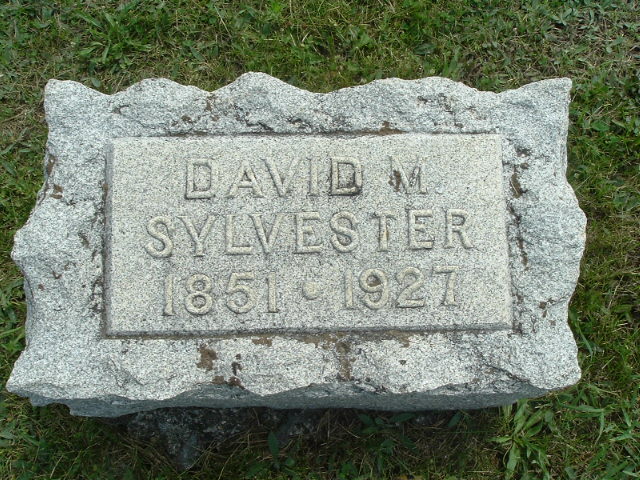 DAVID M.
SYLVESTER
1851 • 1927